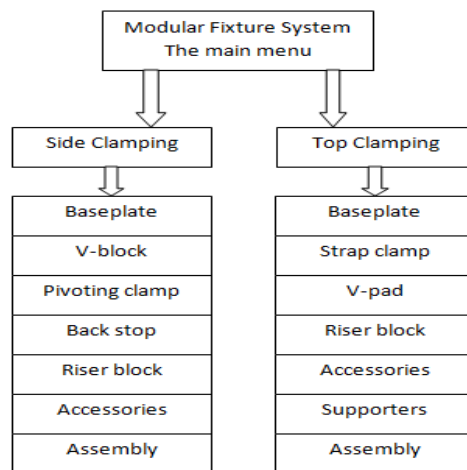 Modular Fixture System
The main menu
Side Clamping
Baseplate
V-block
Pivoting clamp
Back stop
Riser block
Accessories
Assembly
Top Clamping
Baseplate
Strap clamp
V-pad
Riser block
Accessories
Supporters
Assembly